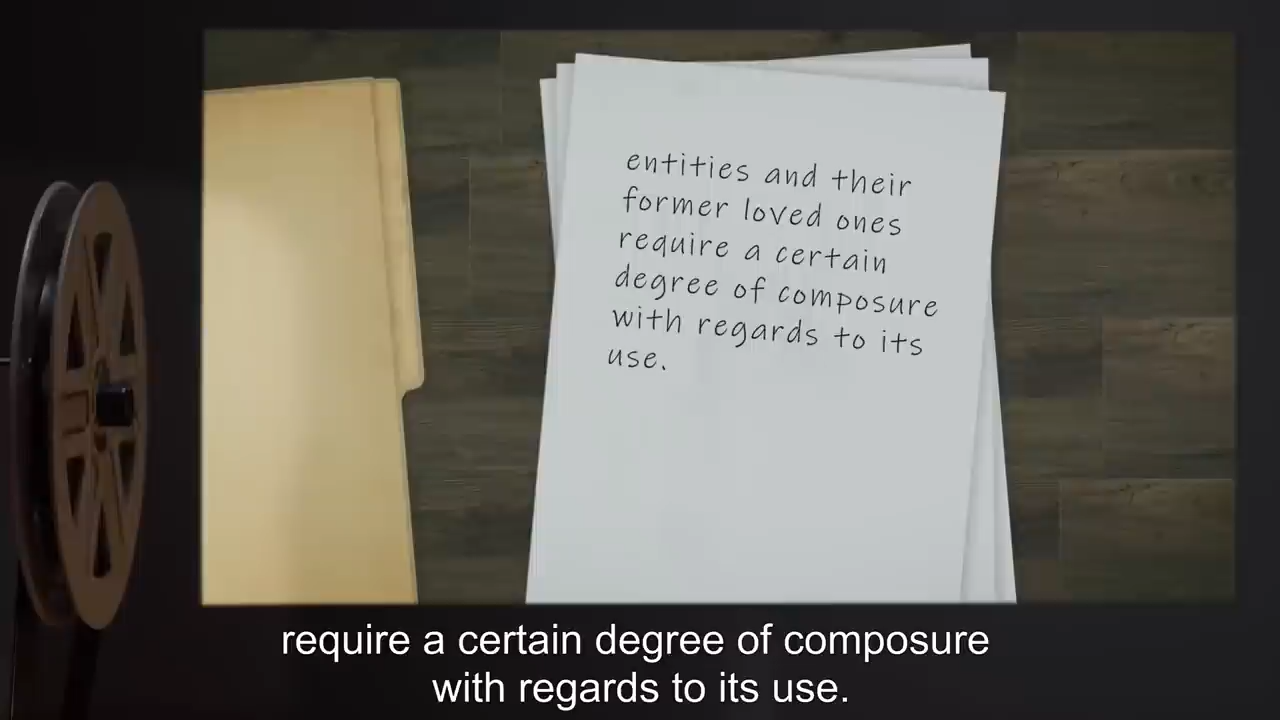 entities and their
former loved ones
require a certain
degree of composure
with regards to its
use.
require a certain degree of composure
with regards to its use.